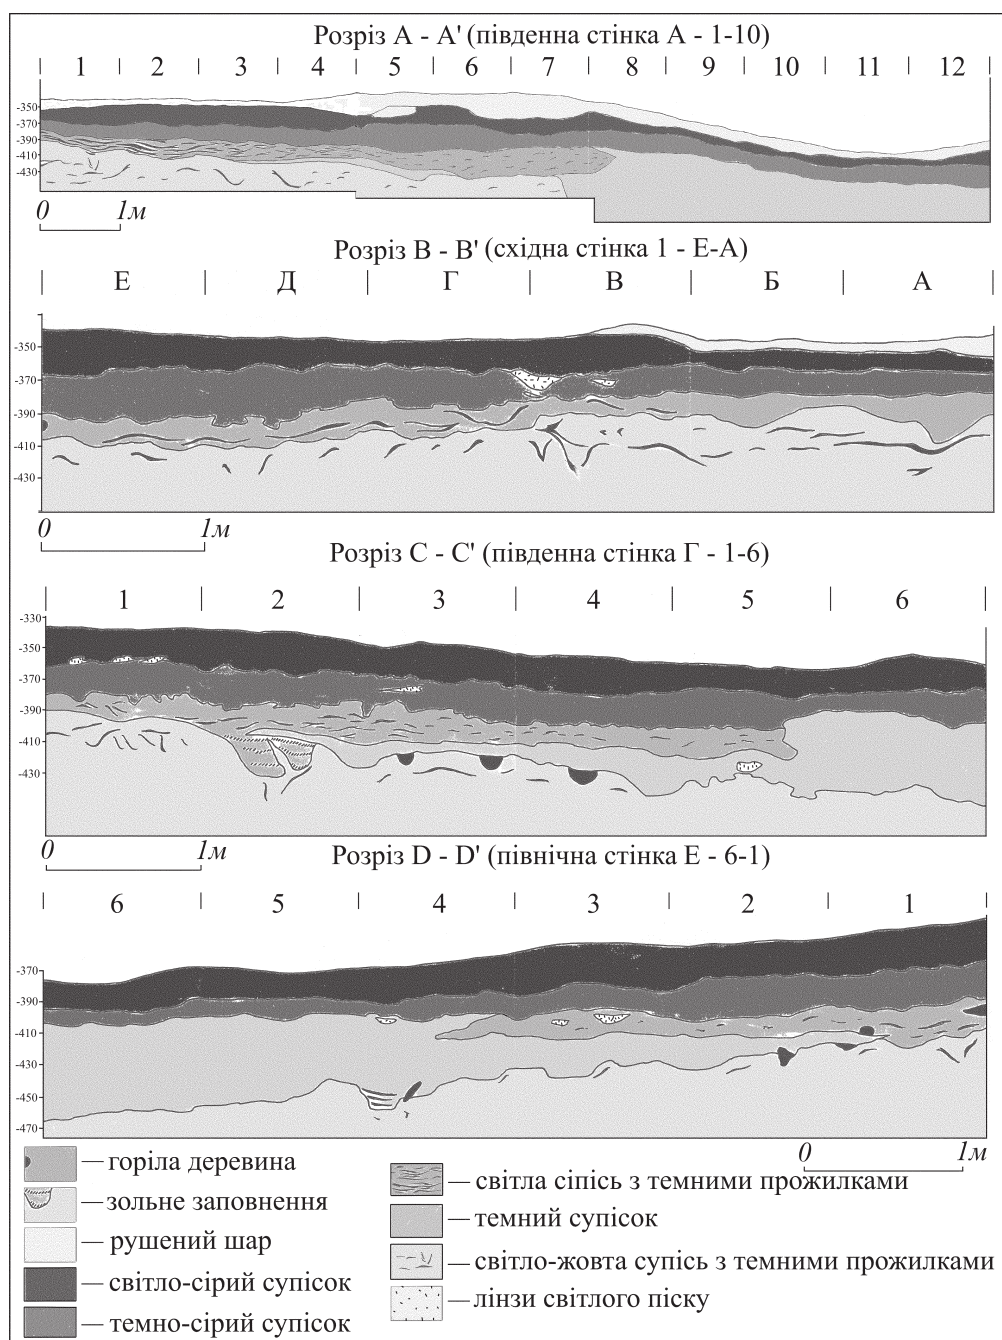 Розріз А - А' (південна стінка А - 1-10)
1 2 3 4 5 6 7 8 9 10 11 12
-350
-370
-390
-410
-430
0 1м
Розріз В - В' (східна стінка 1 - Е-А)
Е Д Г В Б А
-350
-370
-390
-410
-430
0 1м
Розріз С - С' (південна стінка Г - 1-6)
1 2 3 4 5 6
-330
-350
-370
-390
-410
-430
0 1м
Розріз D - D' (північна стінка Е - 6-1)
6 5 4 3 2 1
-370
-390
-410
-430
-450
-470
0 1м
— горіла деревина
— зольне заповнення
— рушений шар
— світло-сірий супісок
— темно-сірий супісок
— світла сіпісь з темними прожилками
— темний супісок
— світло-жовта супісь з темними прожилками
— лінзи світлого піску